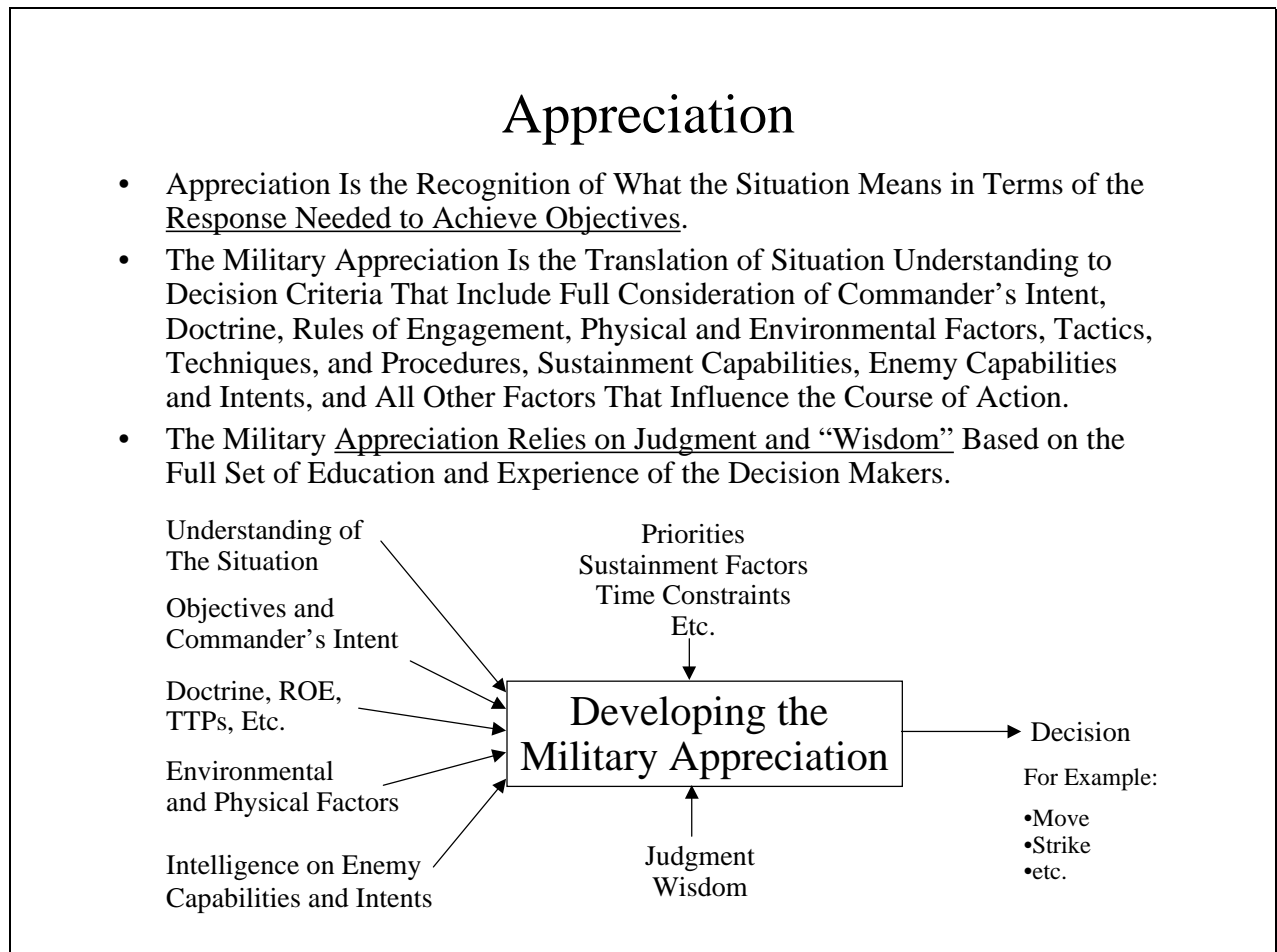 Appreciation
• Appreciation Is the Recognition of What the Situation Means in Terms of the
Response Needed to Achieve Objectives.
• The Military Appreciation Is the Translation of Situation Understanding to
Decision Criteria That Include Full Consideration of Commander’s Intent,
Doctrine, Rules of Engagement, Physical and Environmental Factors, Tactics,
Techniques, and Procedures, Sustainment Capabilities, Enemy Capabilities
and Intents, and All Other Factors That Influence the Course of Action.
• The Military Appreciation Relies on Judgment and “Wisdom” Based on the
Full Set of Education and Experience of the Decision Makers.
Understanding of
The Situation
Objectives and
Commander’s Intent
Doctrine, ROE,
TTPs, Etc.
Environmental
and Physical Factors
Intelligence on Enemy
Capabilities and Intents
Priorities
Sustainment Factors
Time Constraints
Etc.
Developing the
Military Appreciation
Judgment
Wisdom
Decision
For Example:
•Move
•Strike
•etc.